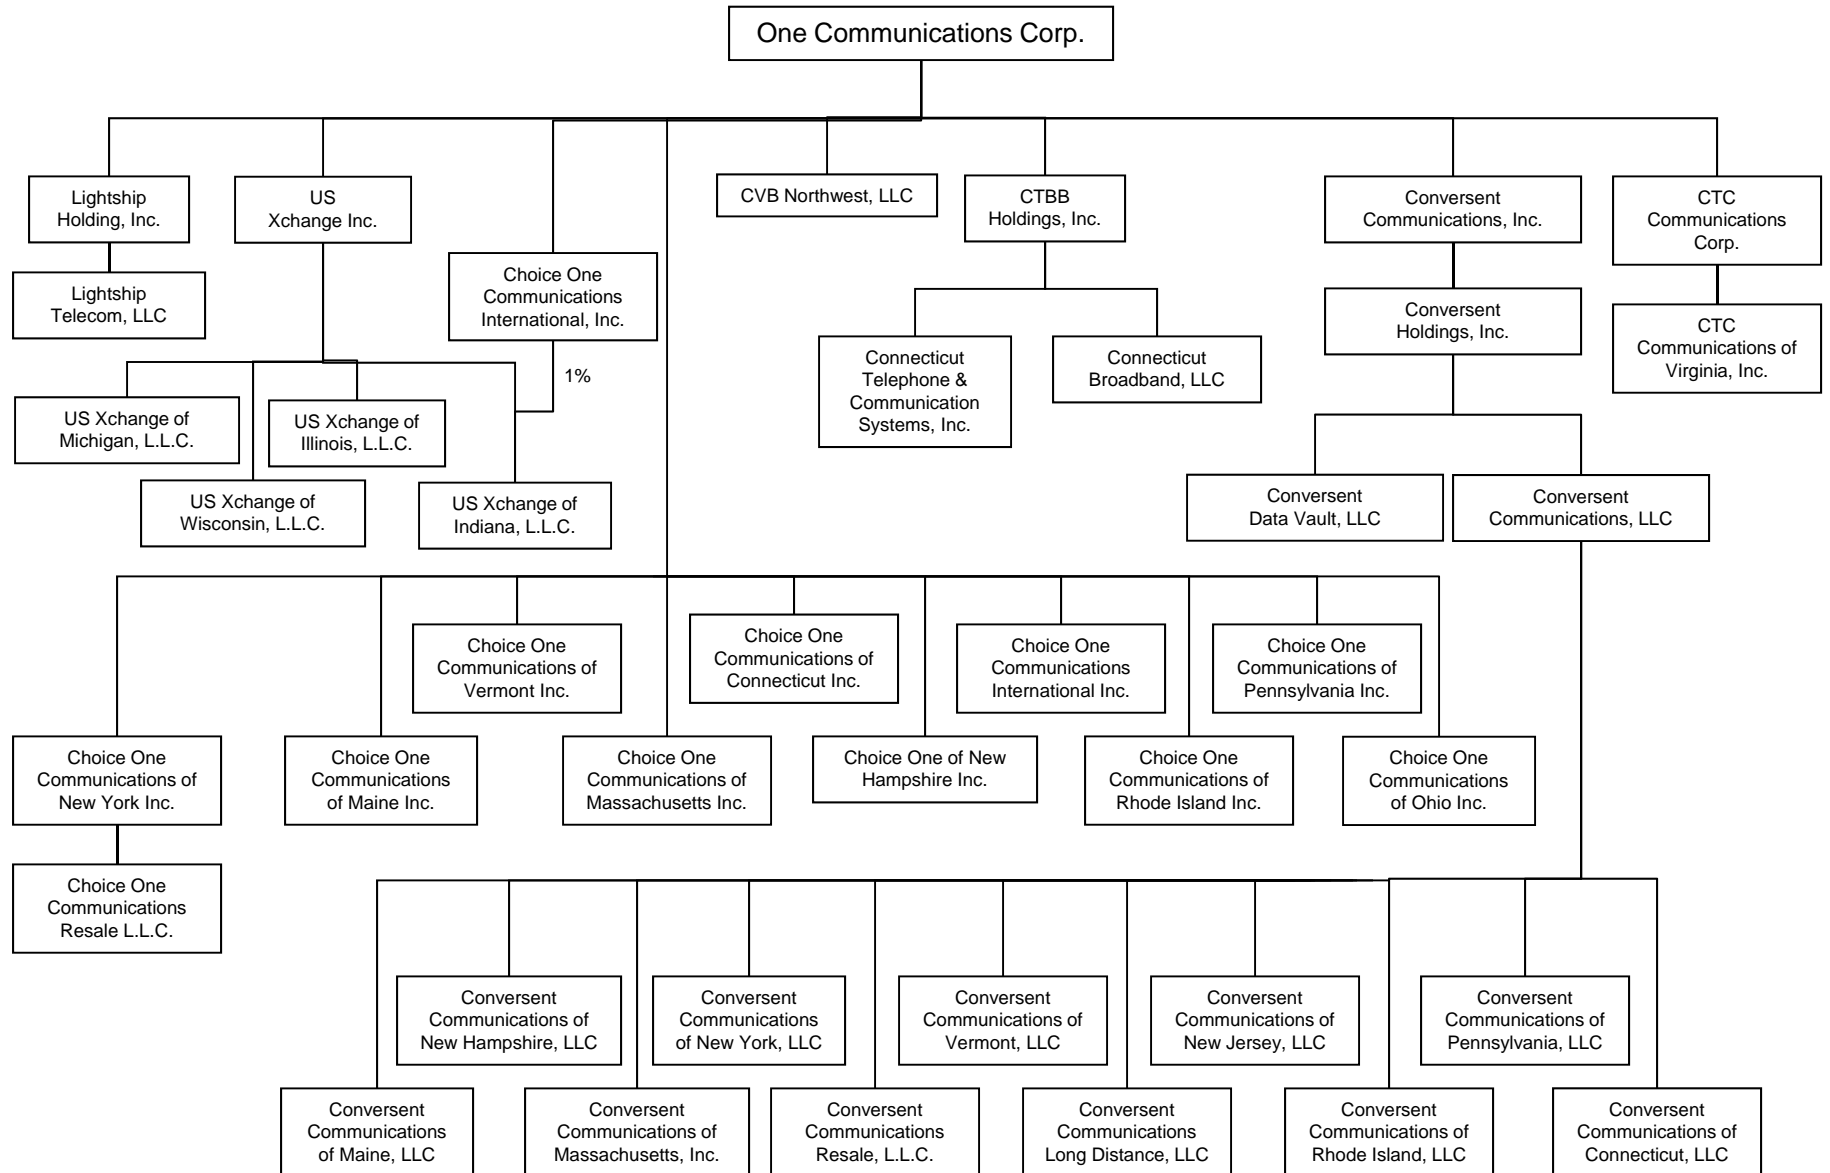 One Communications Corp.
Lightship
Holding, Inc.
US
Xchange Inc.
CVB Northwest, LLC
CTBB
Holdings, Inc.
Conversent
Communications, Inc.
CTC
Communications
Corp.
Lightship
Telecom, LLC
Choice One
Communications
International, Inc.
Conversent
Holdings, Inc.
CTC
Communications of
Virginia, Inc.
1%
Connecticut
Telephone &
Communication
Systems, Inc.
Connecticut
Broadband, LLC
US Xchange of
Michigan, L.L.C.
US Xchange of
Illinois, L.L.C.
US Xchange of
Wisconsin, L.L.C.
US Xchange of
Indiana, L.L.C.
Conversent
Data Vault, LLC
Conversent
Communications, LLC
Choice One
Communications of
Vermont Inc.
Choice One
Communications of
Connecticut Inc.
Choice One
Communications
International Inc.
Choice One
Communications of
Pennsylvania Inc.
Choice One
Communications of
New York Inc.
Choice One
Communications
of Maine Inc.
Choice One
Communications of
Massachusetts Inc.
Choice One of New
Hampshire Inc.
Choice One
Communications of
Rhode Island Inc.
Choice One
Communications
of Ohio Inc.
Choice One
Communications
Resale L.L.C.
Conversent
Communications of
New Hampshire, LLC
Conversent
Communications
of New York, LLC
Conversent
Communications of
Vermont, LLC
Conversent
Communications of
New Jersey, LLC
Conversent
Communications of
Pennsylvania, LLC
Conversent
Communications
of Maine, LLC
Conversent
Communications of
Massachusetts, Inc.
Conversent
Communications
Resale, L.L.C.
Conversent
Communications
Long Distance, LLC
Conversent
Communications of
Rhode Island, LLC
Conversent
Communications of
Connecticut, LLC